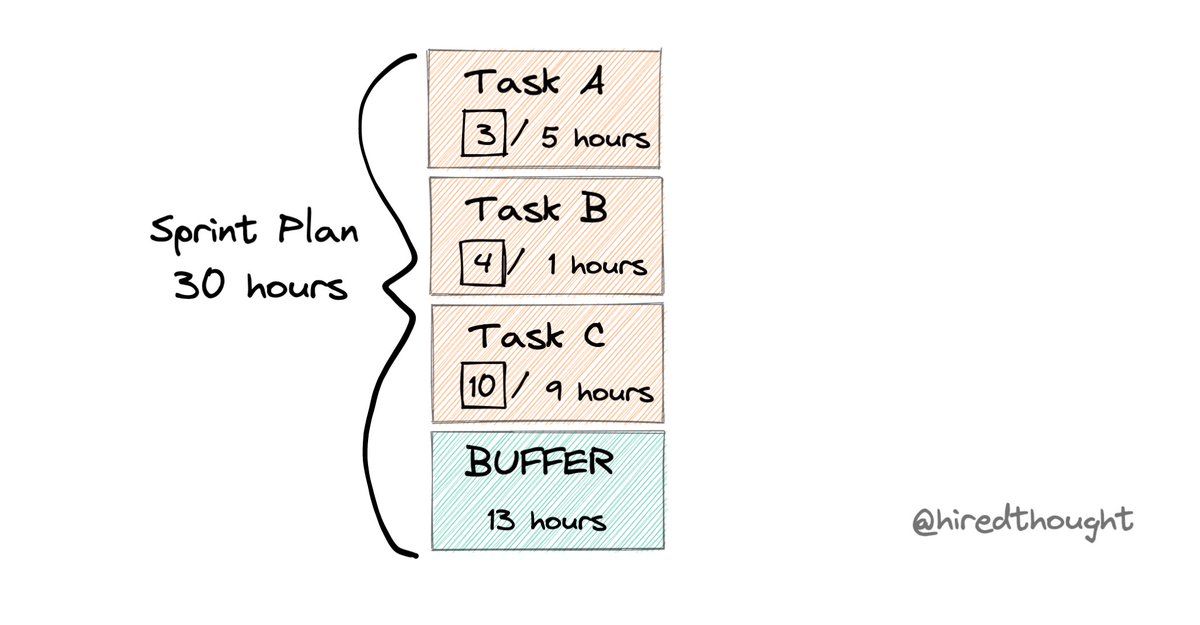 Sprint Plan
30 hours
Task A
3 / 5 hours
Task B
4 / 1 hours
Task C
10 / 9 hours
BUFFER
13 hours
@hiredthought